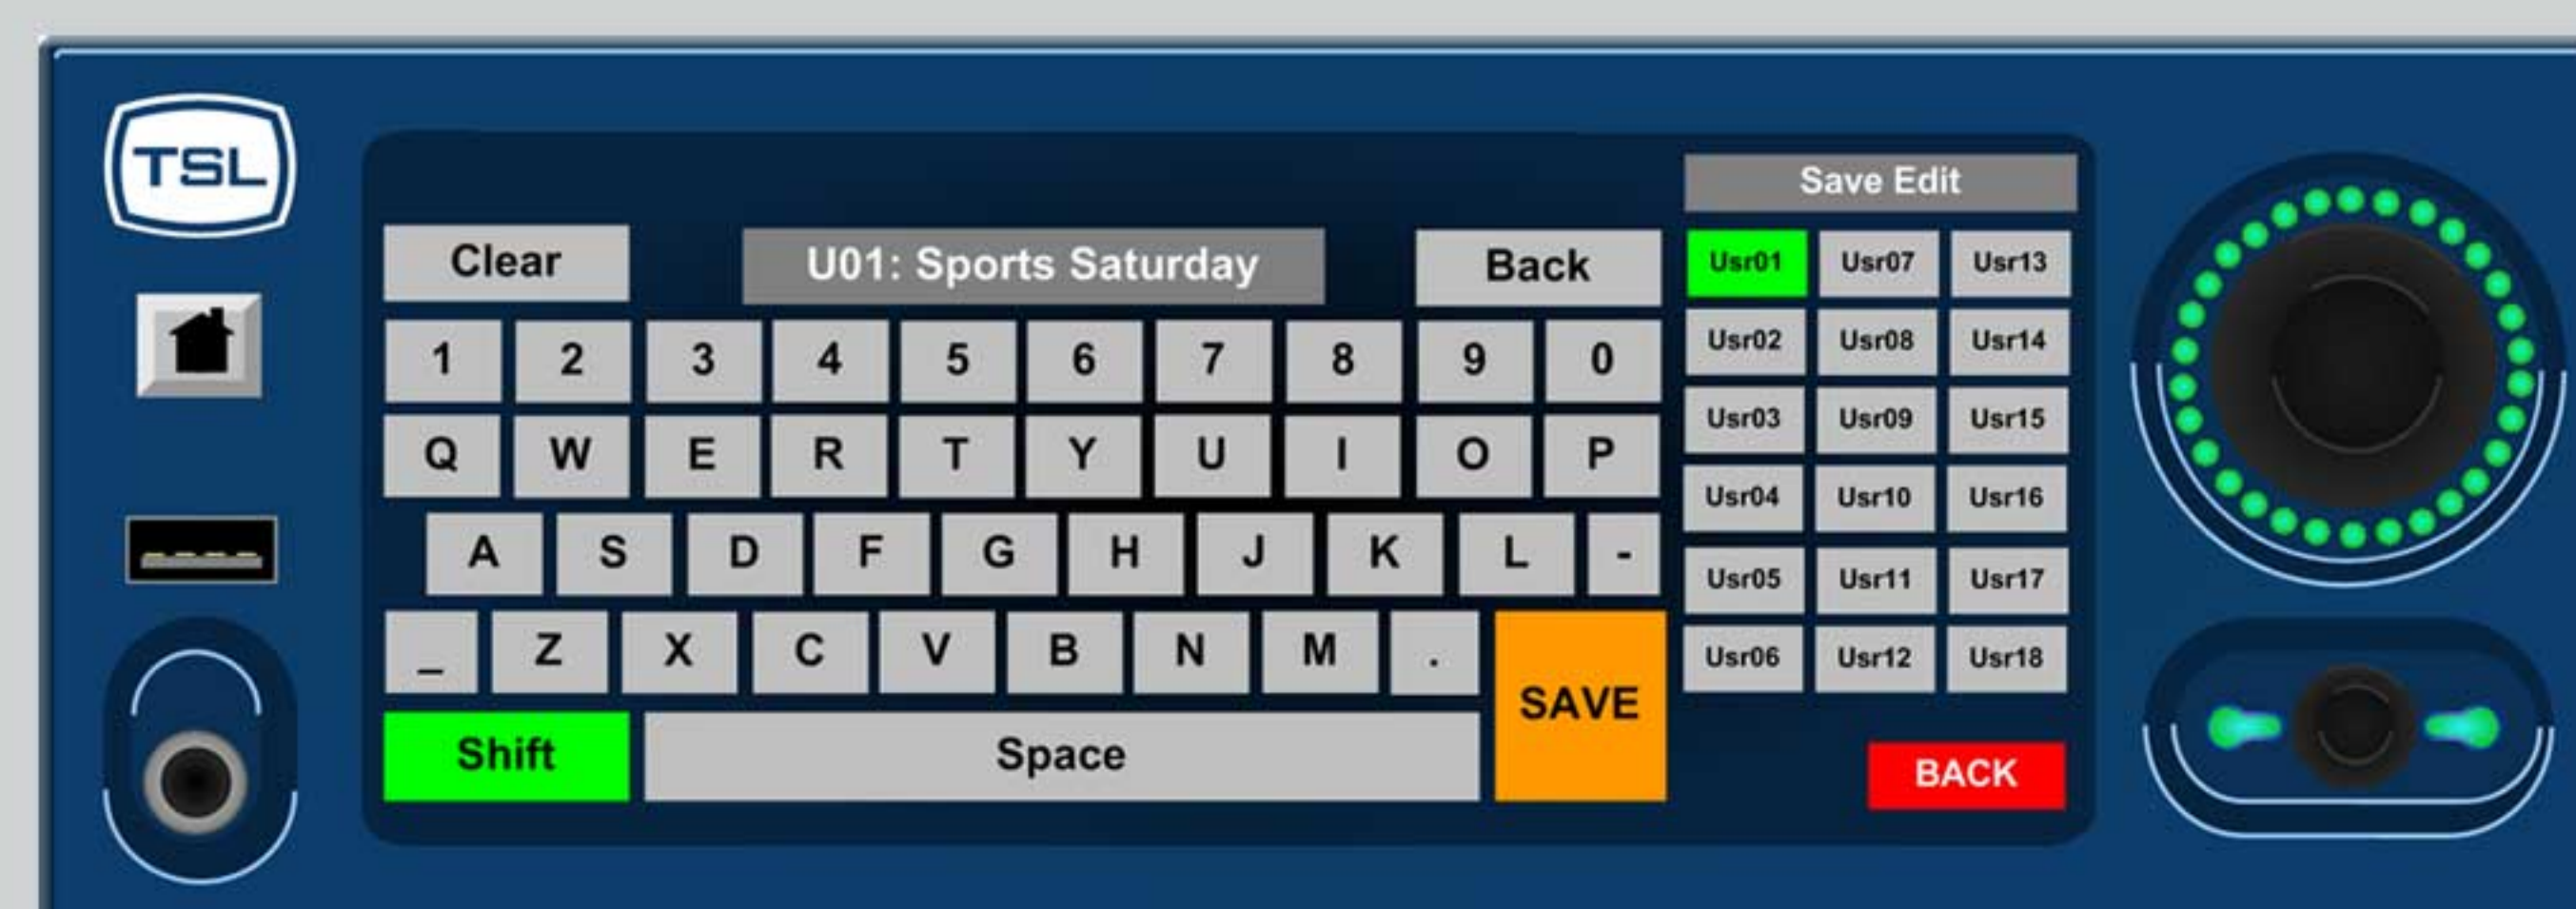 TSL
Save Edit
Clear U01: Sports Saturday Back
Usr01 Usr07 Usr13
1 2 3 4 5 6 7 8 9 0
Usr02 Usr08 Usr14
Q W E R T Y U I O P
Usr03 Usr09 Usr15
Usr04 Usr10 Usr16
A S D F G H J K L -
Usr05 Usr11 Usr17
_ Z X C V B N M .
Usr06 Usr12 Usr18
SAVE
Shift Space
BACK